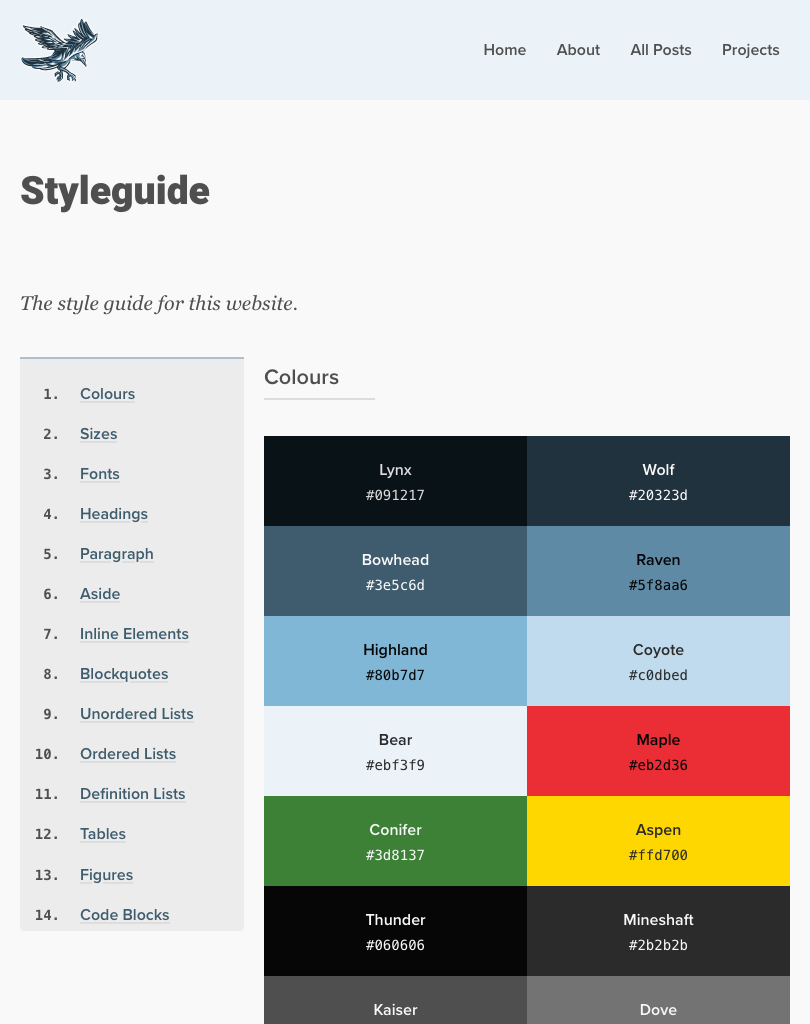 Home About All Posts Projects
Styleguide
The style guide for this website.
1. Colours
2. Sizes
3. Fonts
4. Headings
5. Paragraph
6. Aside
7. Inline Elements
8. Blockquotes
9. Unordered Lists
10. Ordered Lists
11. Definition Lists
12. Tables
13. Figures
14. Code Blocks
Colours
Lynx
#091217
Wolf
#20323d
Bowhead
#3e5c6d
Raven
#5f8aa6
Highland
#80b7d7
Coyote
#c0dbed
Bear
#ebf3f9
Maple
#eb2d36
Conifer
#3d8137
Aspen
#ffd700
Thunder
#060606
Mineshaft
#2b2b2b
Kaiser
Dove